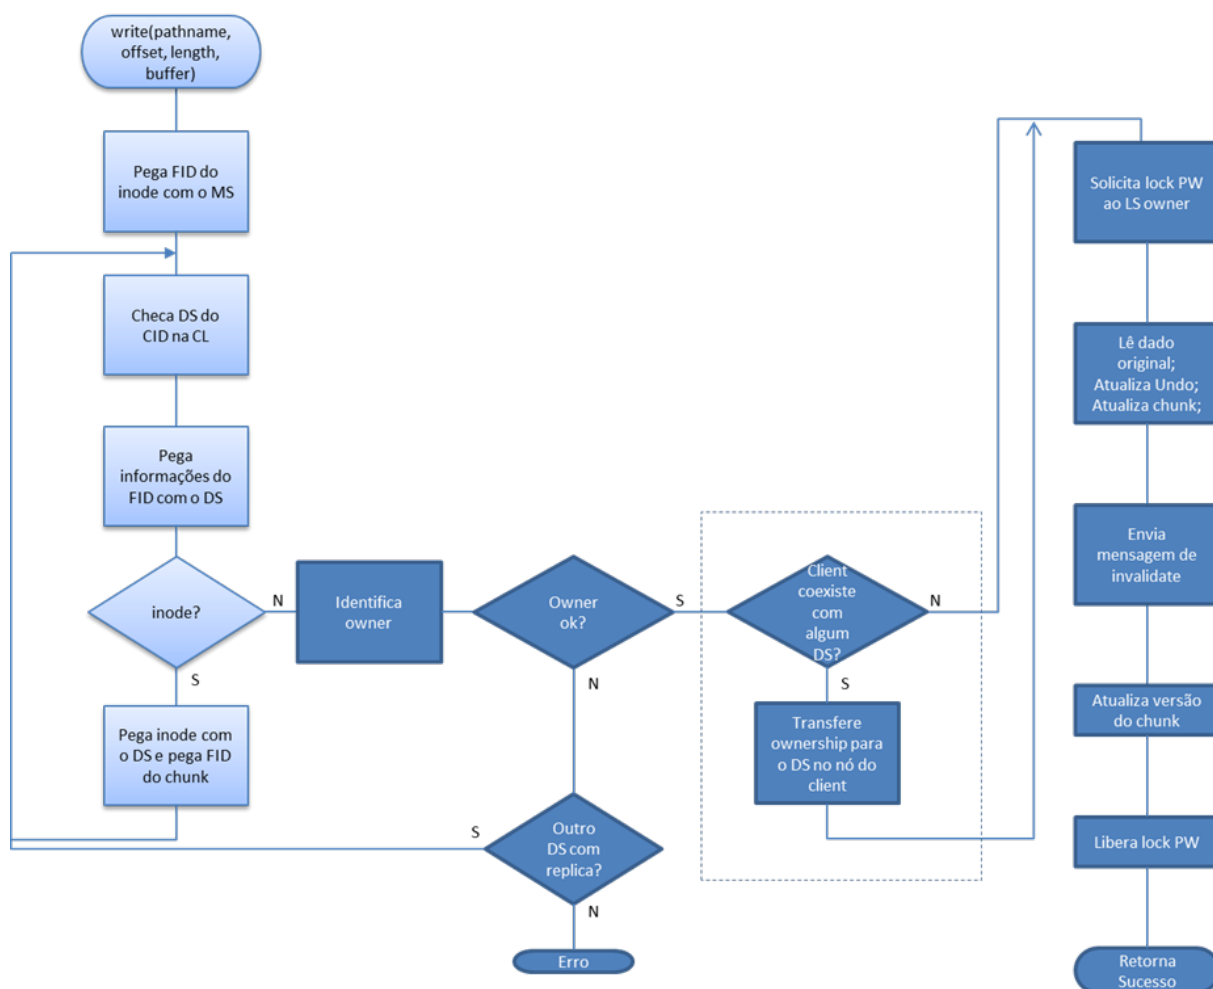 write(pathname,
offset, length,
buffer)
Pega FID do
inode com o MS
Checa DS do
CID na CL
Pega
informações do
FID com o DS
inode?
N
S
Pega inode com
o DS e pega FID
do chunk
Identifica
owner
Owner
ok?
S
N
Outro
DS com
replica?
S
N
Erro
Client
coexiste
com
algum
DS?
N
S
Transfere
ownership para
o DS no nó do
client
Solicita lock PW
ao LS owner
Lê dado
original;
Atualiza Undo;
Atualiza chunk;
Envia
mensagem de
invalidate
Atualiza versão
do chunk
Libera lock PW
Retorna
Sucesso